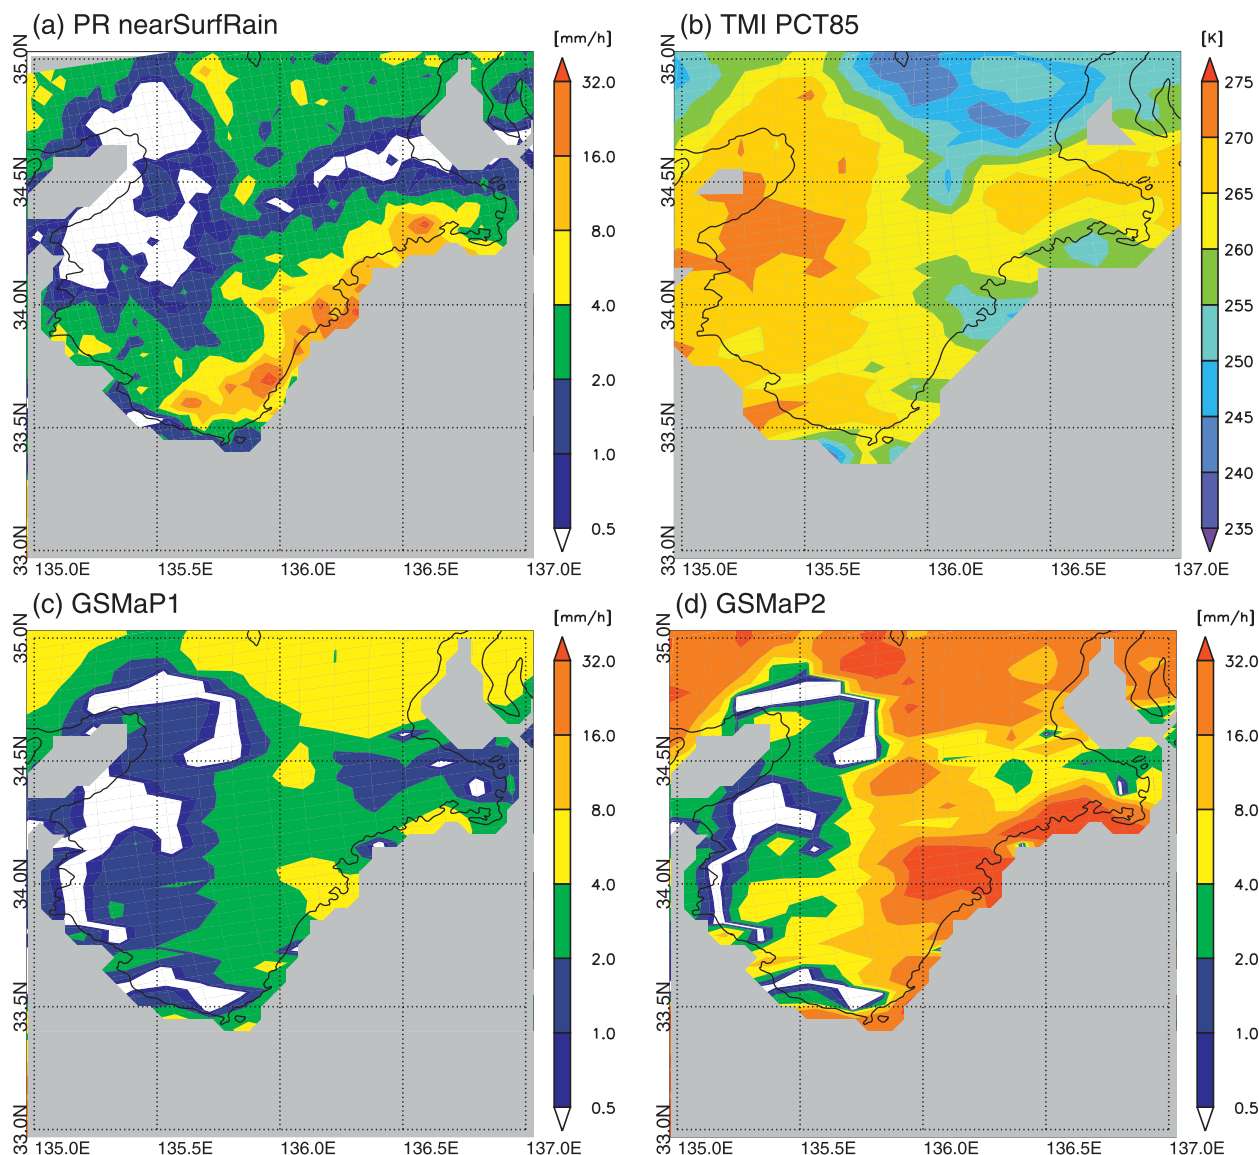 (a) PR nearSurfRain
[mm/h]
35.0N
34.5N
34.0N
33.5N
33.0N
135.0E
135.5E
136.0E
136.5E
137.0E
32.0
16.0
8.0
4.0
2.0
1.0
0.5
(b) TMI PCT85
[K]
35.0N
34.5N
34.0N
33.5N
33.0N
135.0E
135.5E
136.0E
136.5E
137.0E
275
270
265
260
255
250
245
240
235
(c) GSMaP1
[mm/h]
35.0N
34.5N
34.0N
33.5N
33.0N
135.0E
135.5E
136.0E
136.5E
137.0E
32.0
16.0
8.0
4.0
2.0
1.0
0.5
(d) GSMaP2
[mm/h]
35.0N
34.5N
34.0N
33.5N
33.0N
135.0E
135.5E
136.0E
136.5E
137.0E
32.0
16.0
8.0
4.0
2.0
1.0
0.5